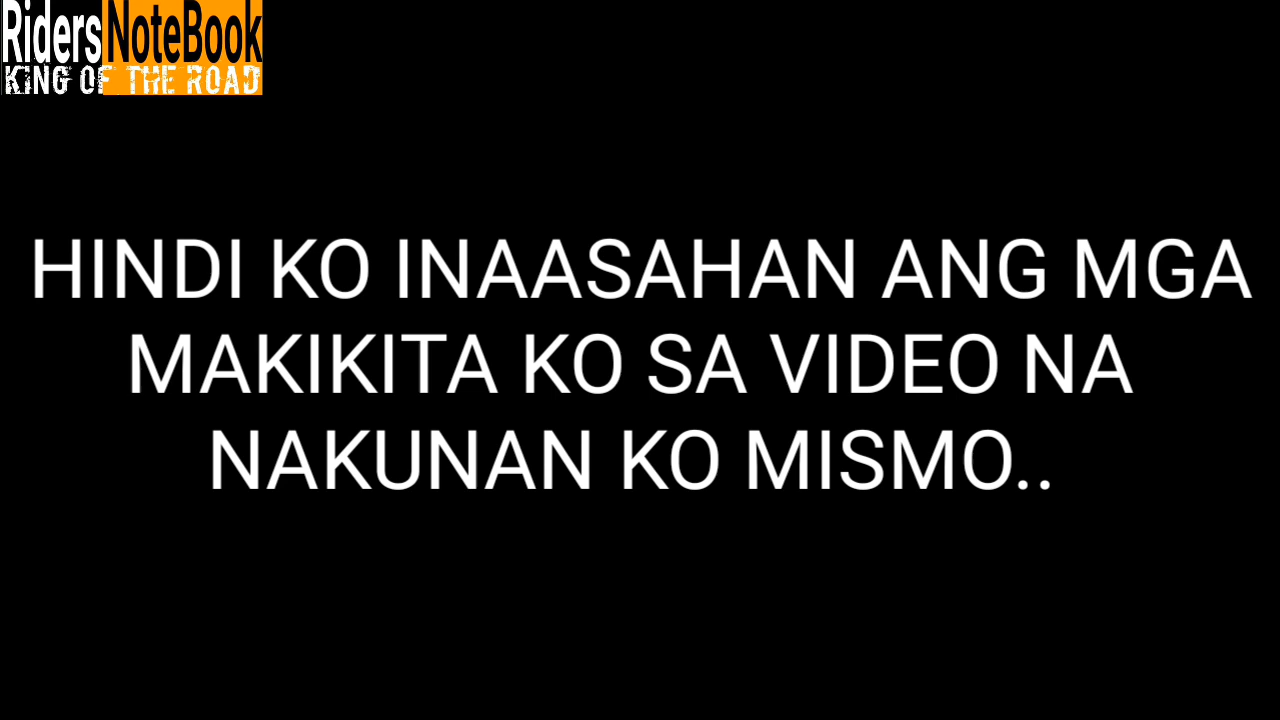 RidersNoteBook
KING OF THE ROAD
HINDI KO INAASAHAN ANG MGA
MAKIKITA KO SA VIDEO NA
NAKUNAN KO MISMO..